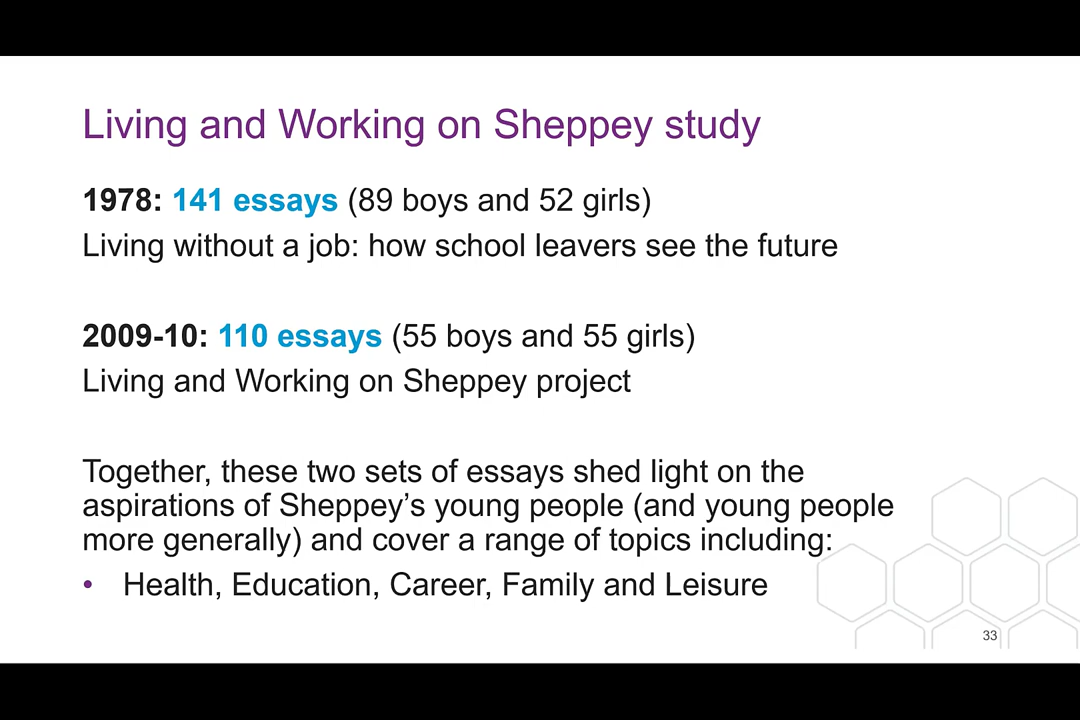 Living and Working on Sheppey study
1978: 141 essays (89 boys and 52 girls)
Living without a job: how school leavers see the future
2009-10: 110 essays (55 boys and 55 girls)
Living and Working on Sheppey project
Together, these two sets of essays shed light on the
aspirations of Sheppey’s young people (and young people
more generally) and cover a range of topics including:
• Health, Education, Career, Family and Leisure
33